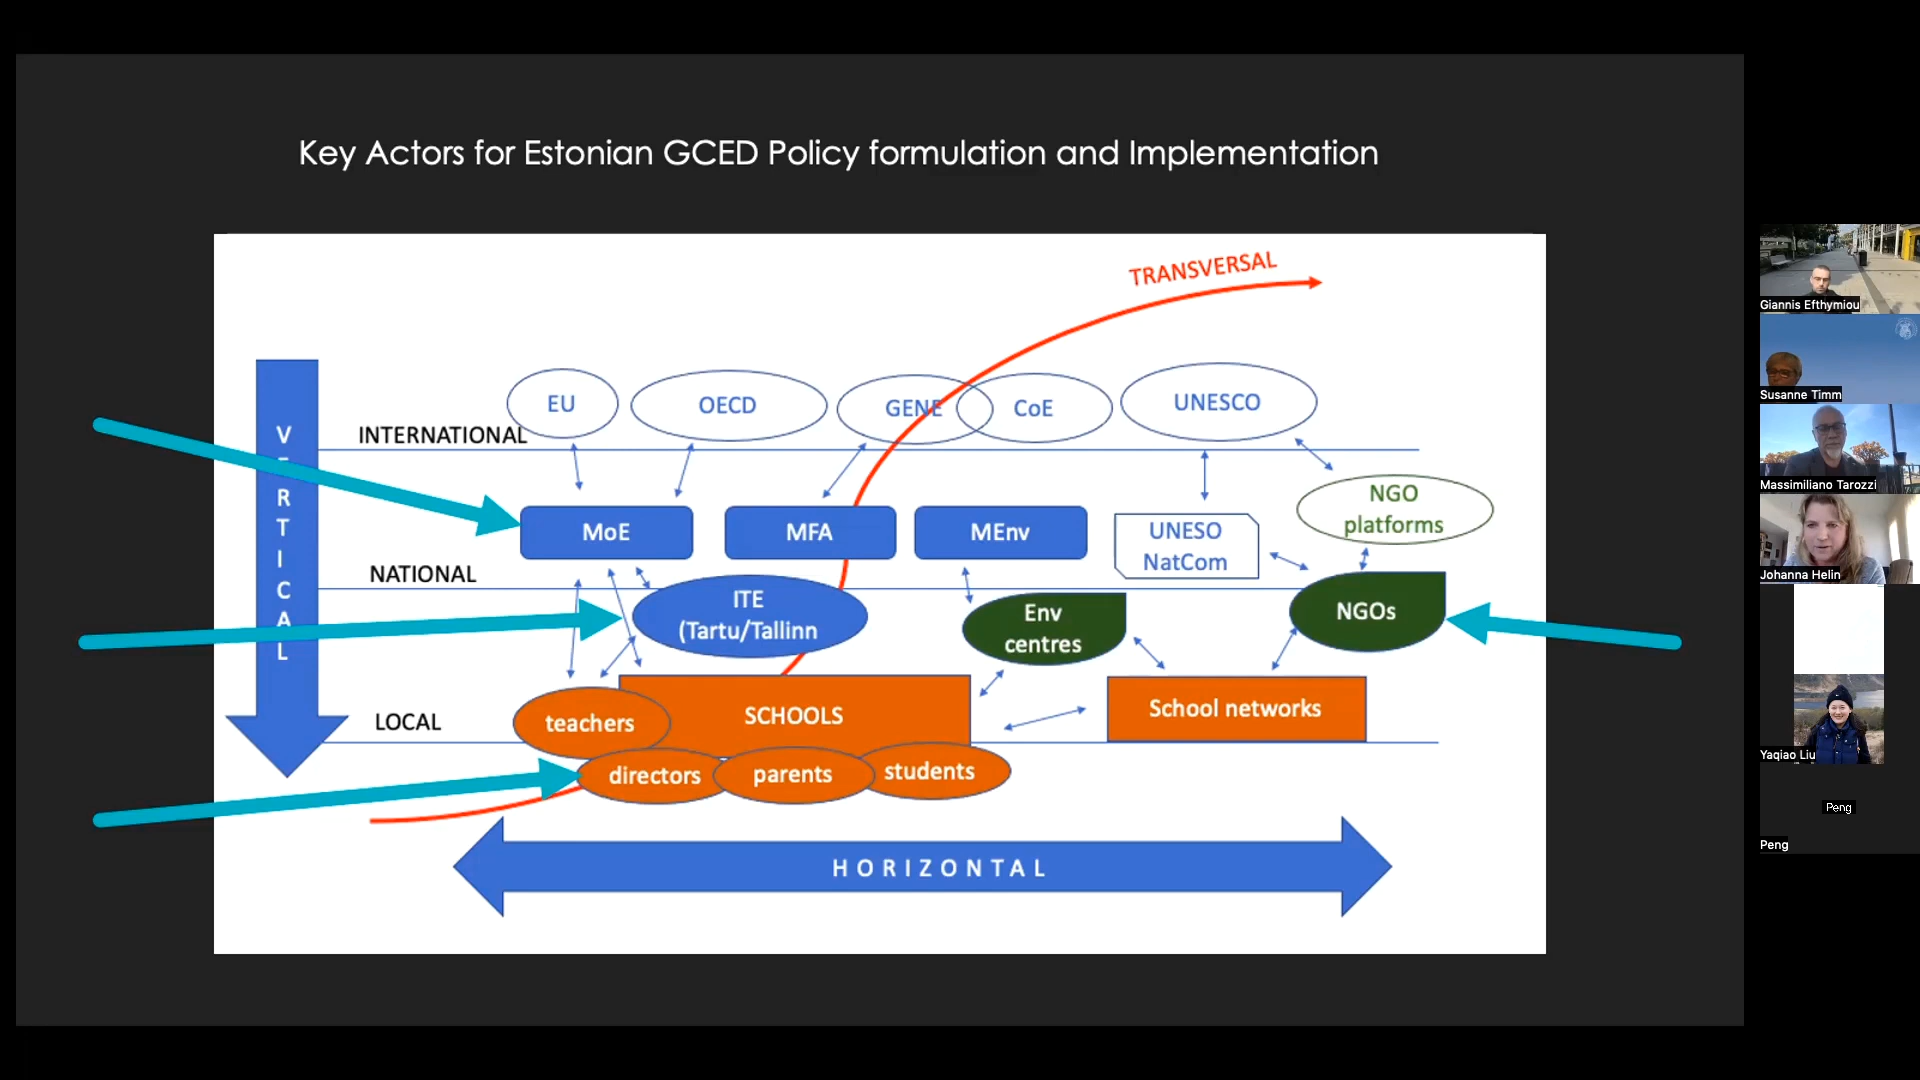 Key Actors for Estonian GCED Policy formulation and Implementation
TRANSVERSAL
VERTICAL
INTERNATIONAL
EU
OECD
GENE
CoE
UNESCO
NGO
platforms
MoE
MFA
MEnv
UNESO
NatCom
NATIONAL
ITE
(Tartu/Tallinn
Env
centres
NGOs
LOCAL
teachers
SCHOOLS
School networks
directors
parents
students
HORIZONTAL
Giannis Efthymiou
Susanne Timm
Massimiliano Tarozzi
Johanna Helin
Yaqiao Liu
Peng
Peng